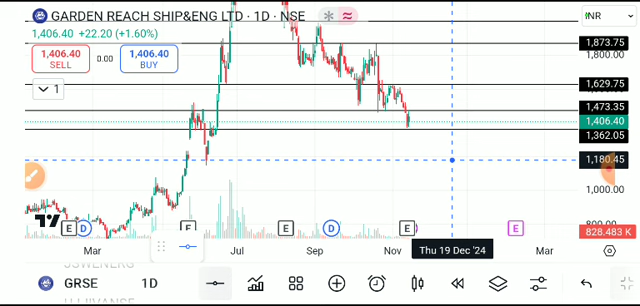 GARDEN REACH SHIP&ENG LTD · 1D · NSE
INR
1,406.40 +22.20 (+1.60%)
1,406.40 SELL
0.00
1,406.40 BUY
1
1,873.75
1,800.00
1,629.75
1,473.35
1,406.40
1,362.05
1,180.45
1,000.00
828.483 K
E D E E D E E
Mar Jul Sep Nov Thu 19 Dec '24 Mar
GRSE 1D